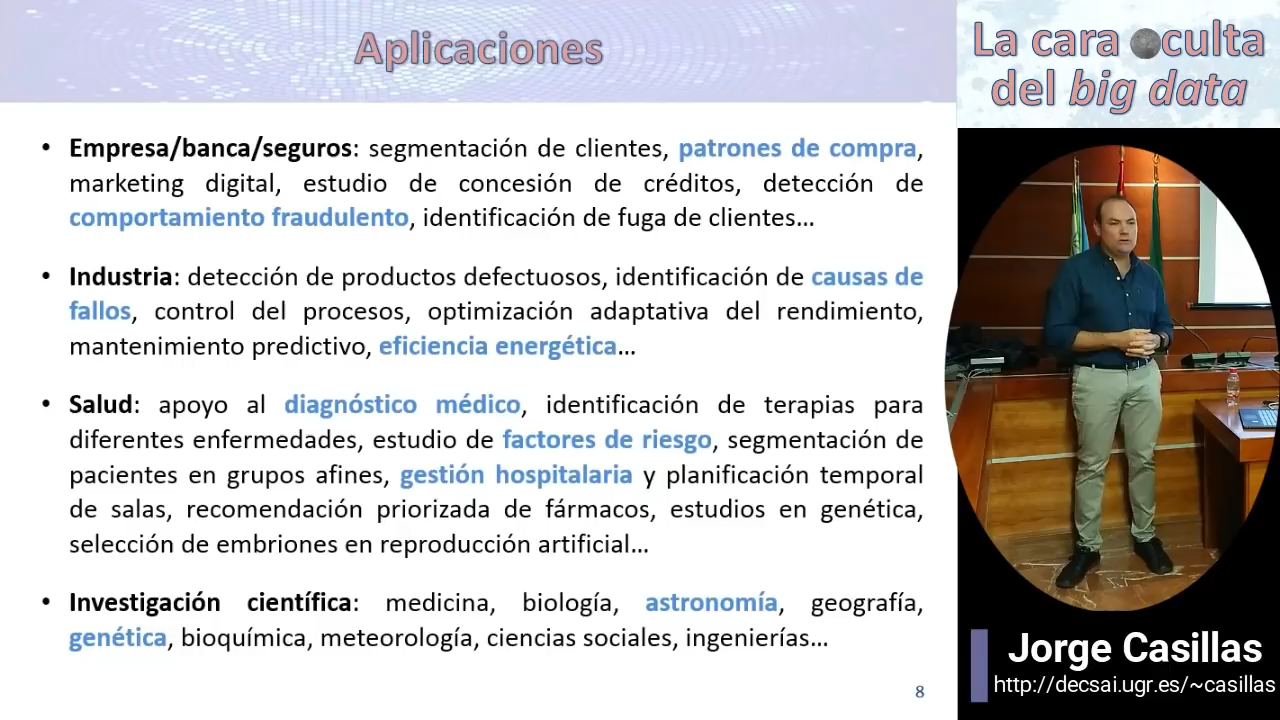 Aplicaciones
• Empresa/banca/seguros: segmentación de clientes, patrones de compra,
marketing digital, estudio de concesión de créditos, detección de
comportamiento fraudulento, identificación de fuga de clientes...
• Industria: detección de productos defectuosos, identificación de causas de
fallos, control del procesos, optimización adaptativa del rendimiento,
mantenimiento predictivo, eficiencia energética...
• Salud: apoyo al diagnóstico médico, identificación de terapias para
diferentes enfermedades, estudio de factores de riesgo, segmentación de
pacientes en grupos afines, gestión hospitalaria y planificación temporal
de salas, recomendación priorizada de fármacos, estudios en genética,
selección de embriones en reproducción artificial...
• Investigación científica: medicina, biología, astronomía, geografía,
genética, bioquímica, meteorología, ciencias sociales, ingenierías...
8
La cara oculta
del big data
Jorge Casillas
http://decsai.ugr.es/~casillas